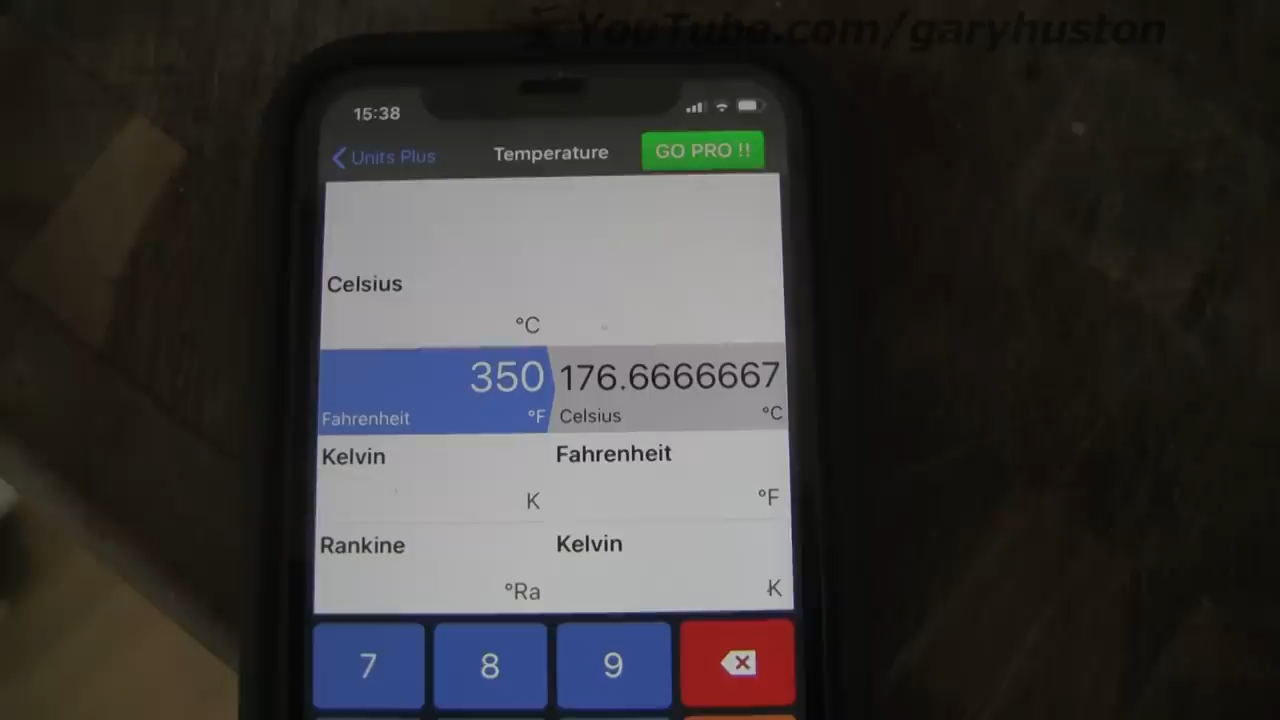 YouTube.com/garyhuston
15:38
Units Plus Temperature GO PRO !!
Celsius
°C
350 176.6666667
Fahrenheit °F Celsius °C
Kelvin Fahrenheit
K °F
Rankine Kelvin
°Ra K
7 8 9